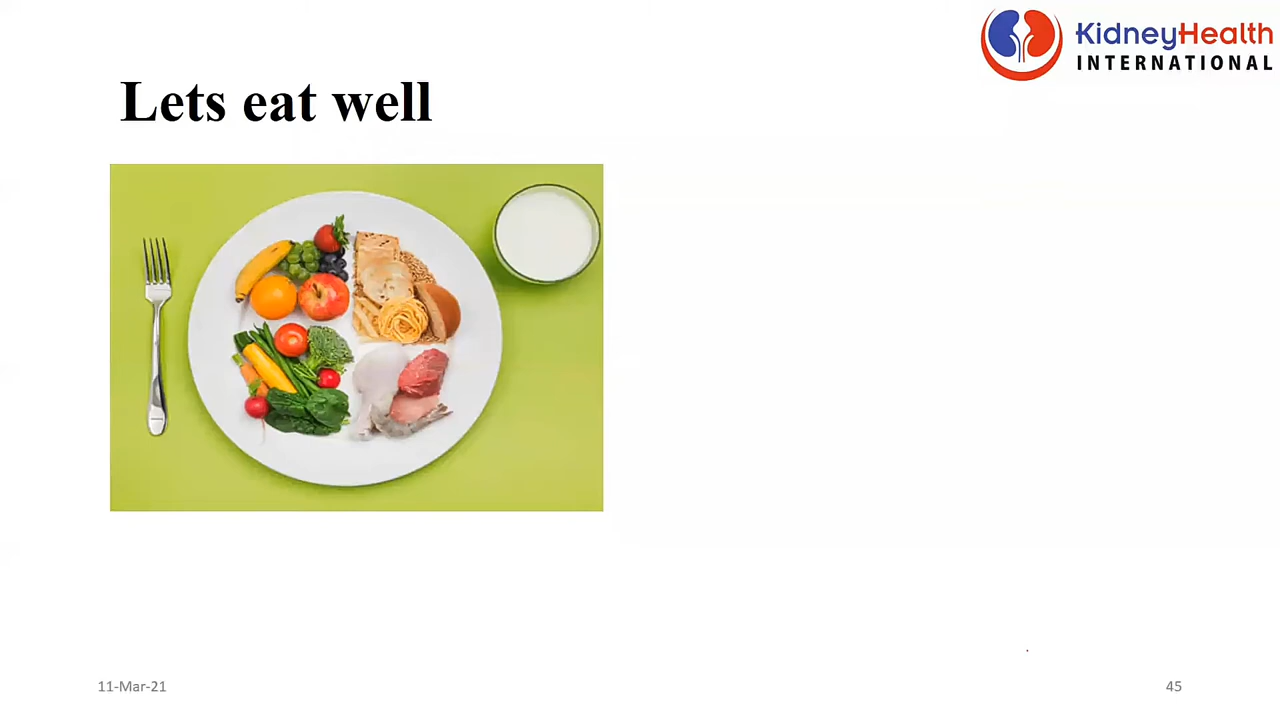 KidneyHealth
INTERNATIONAL
Lets eat well
11-Mar-21
45